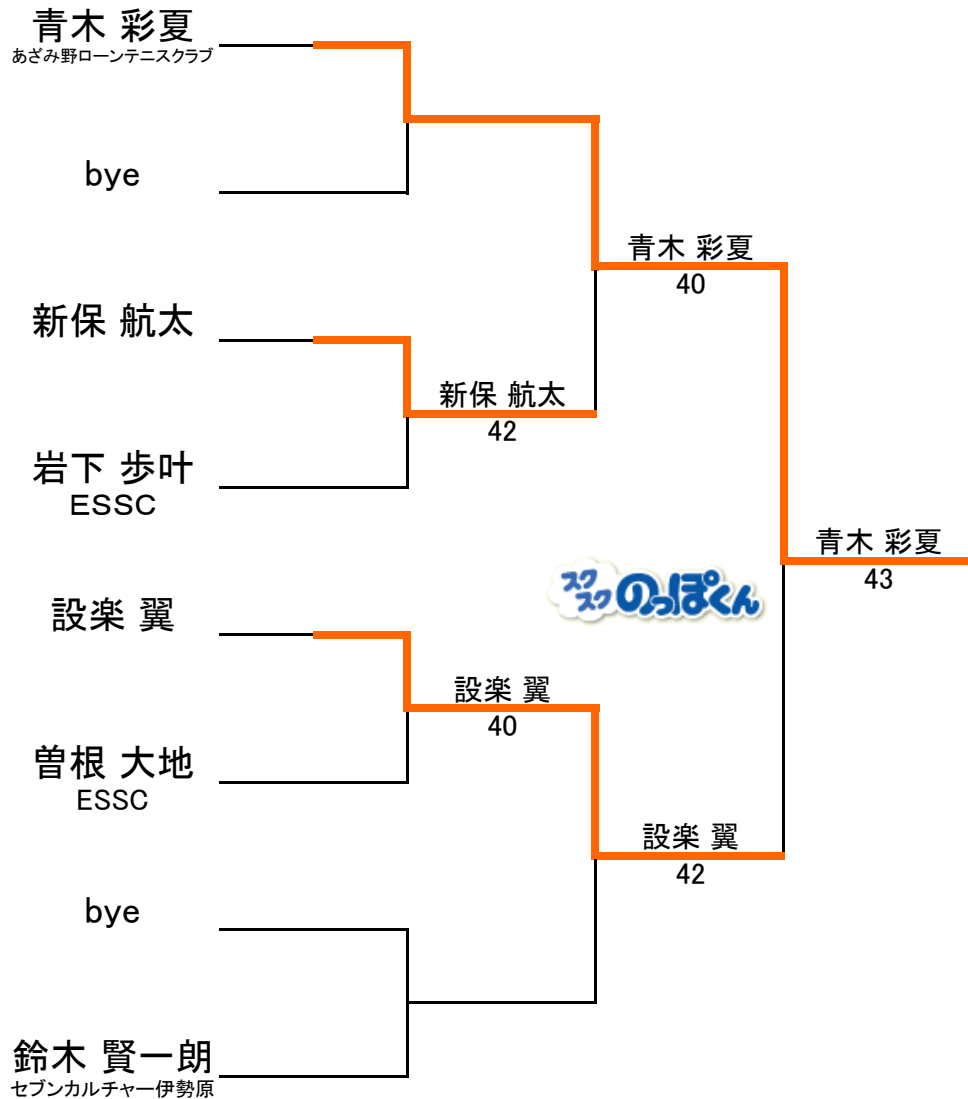 青木 彩夏
あざみ野ローンテニスクラブ
bye
青木 彩夏
40
新保 航太
新保 航太
42
岩下 歩叶
ESSC
青木 彩夏
43
スク
スク
のっぽくん
設楽 翼
設楽 翼
40
曽根 大地
ESSC
設楽 翼
42
bye
鈴木 賢一朗
セブンカルチャー伊勢原